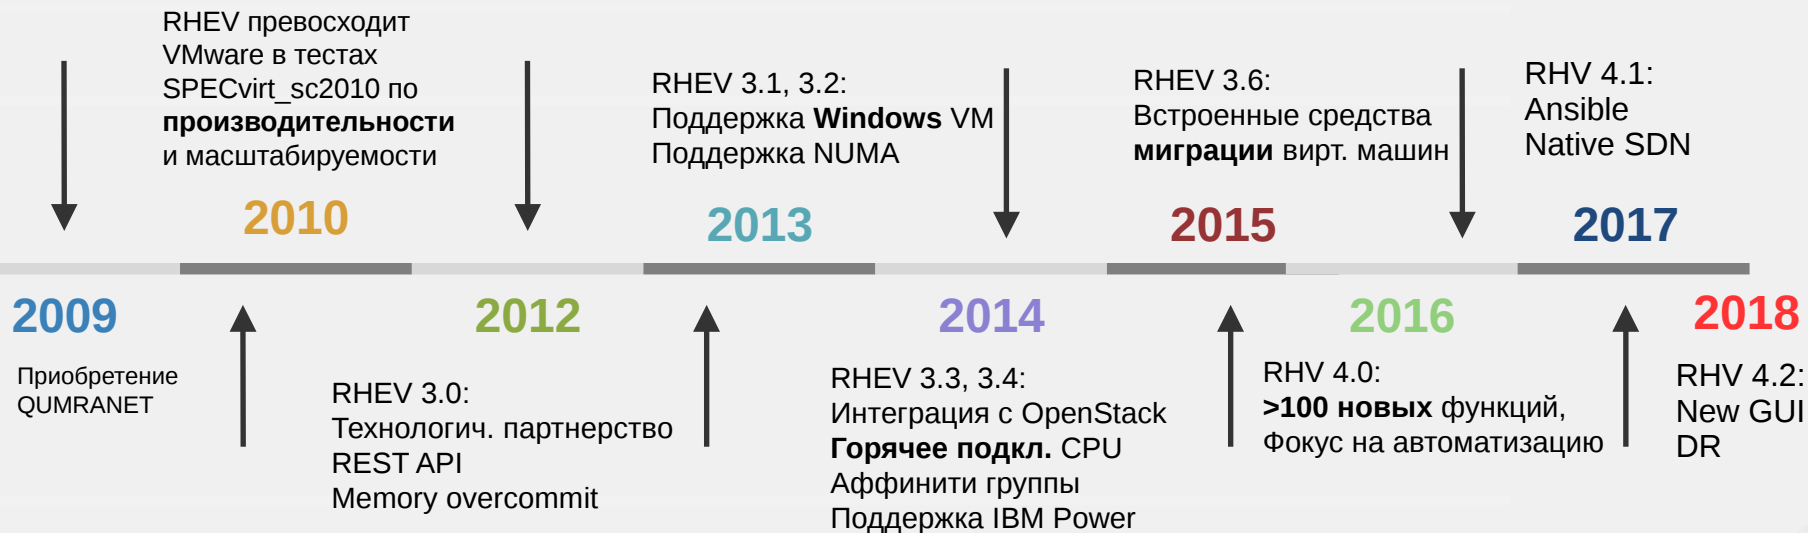 RHEV превосходит
VMware в тестах
SPECvirt_sc2010 по
производительности
и масштабируемости
RHEV 3.1, 3.2:
Поддержка Windows VM
Поддержка NUMA
RHEV 3.6:
Встроенные средства
миграции вирт. машин
RHV 4.1:
Ansible
Native SDN
2010
2013
2015
2017
2009
2012
2014
2016
2018
Приобретение
QUMRANET
RHEV 3.0:
Технологич. партнерство
REST API
Memory overcommit
RHEV 3.3, 3.4:
Интеграция с OpenStack
Горячее подкл. CPU
Аффинити группы
Поддержка IBM Power
RHV 4.0:
>100 новых функций,
Фокус на автоматизацию
RHV 4.2:
New GUI
DR